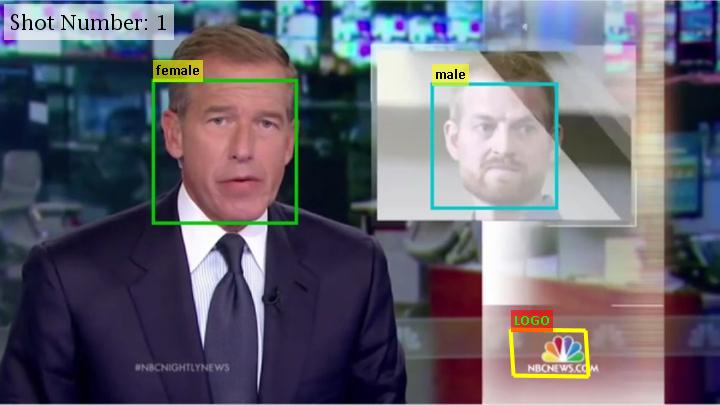 Shot Number: 1
female
male
LOGO
#NBCNIGHTLYNEWS
NBCNEWS.COM